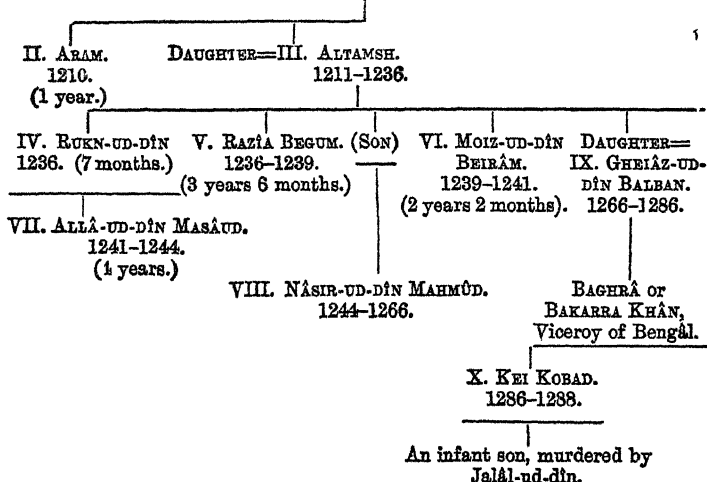 II. ARAM.
1210.
(1 year.)
DAUGHTER=III. ALTAMSH.
1211–1236.
IV. RUKN-UD-DÎN
1236. (7 months.)
V. RAZÎA BEGUM.
1236–1239.
(3 years 6 months.)
(SON)
VI. MOIZ-UD-DÎN
BEIRÂM.
1239–1241.
(2 years 2 months).
DAUGHTER=
IX. GHEIÂZ-UD-
DÎN BALBAN.
1266–1286.
VII. ALLÂ-UD-DÎN MASÂUD.
1241–1244.
(4 years.)
VIII. NÂSIR-UD-DÎN MAHMÛD.
1244–1266.
BAGHRÂ or
BAKARRA KHÂN,
Viceroy of Bengâl.
X. KEI KOBAD.
1286–1288.
An infant son, murdered by
Jalâl-ud-dîn.